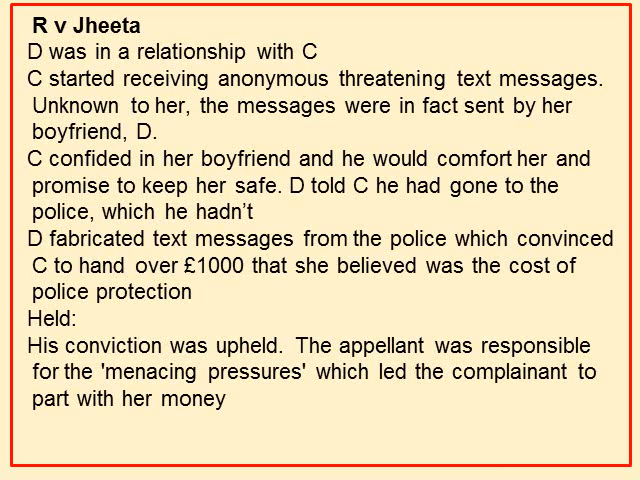 R v Jheeta
D was in a relationship with C
C started receiving anonymous threatening text messages.
Unknown to her, the messages were in fact sent by her
boyfriend, D.
C confided in her boyfriend and he would comfort her and
promise to keep her safe. D told C he had gone to the
police, which he hadn’t
D fabricated text messages from the police which convinced
C to hand over £1000 that she believed was the cost of
police protection
Held:
His conviction was upheld. The appellant was responsible
for the 'menacing pressures' which led the complainant to
part with her money